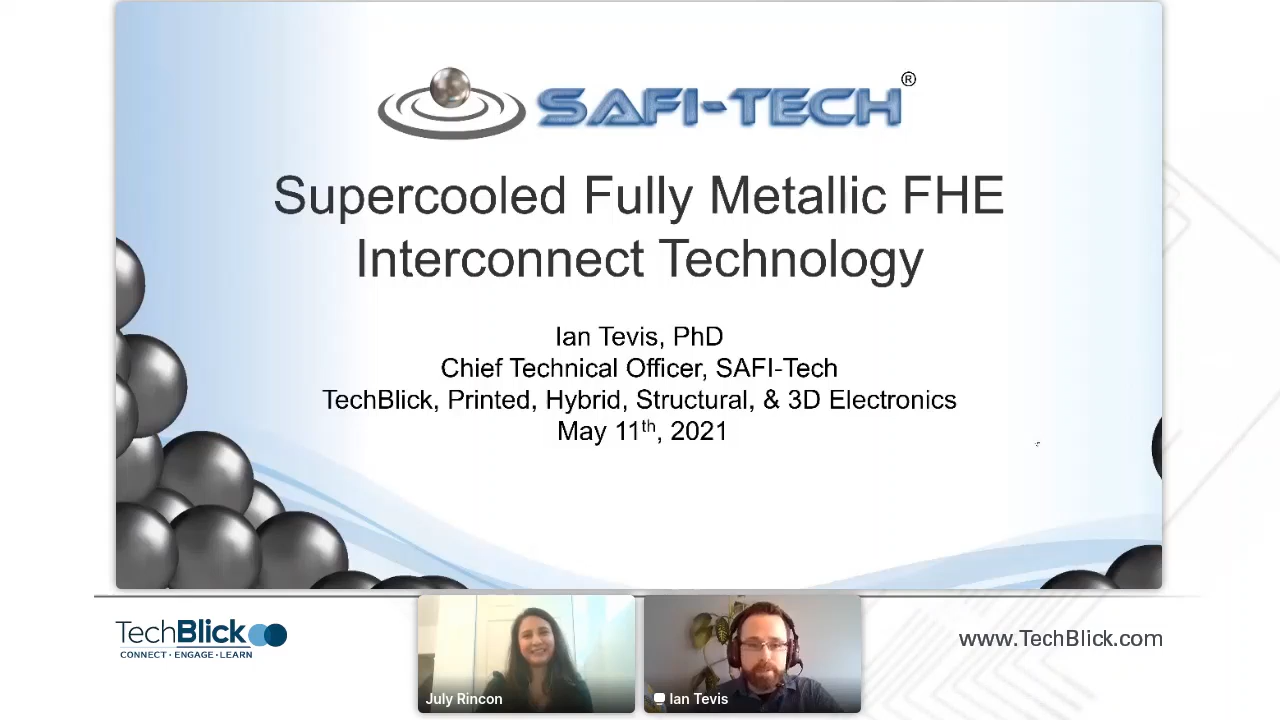 SAFI-TECH®
Supercooled Fully Metallic FHE
Interconnect Technology
Ian Tevis, PhD
Chief Technical Officer, SAFI-Tech
TechBlick, Printed, Hybrid, Structural, & 3D Electronics
May 11th, 2021
TechBlick
CONNECT • ENGAGE • LEARN
July Rincon
Ian Tevis
www.TechBlick.com